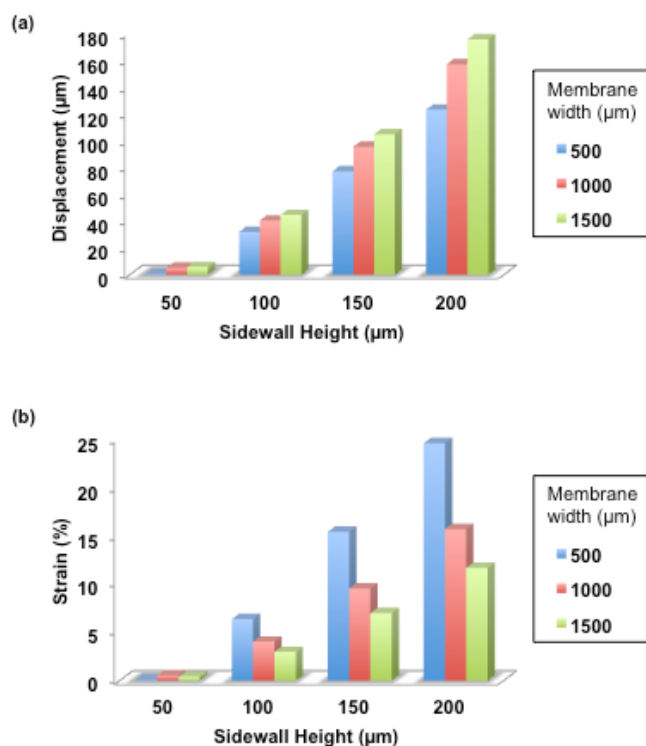 (a)
Displacement (µm)
180
160
140
120
100
80
60
40
20
0
50 100 150 200
Sidewall Height (µm)
Membrane
width (µm)
500
1000
1500
(b)
Strain (%)
25
20
15
10
5
0
50 100 150 200
Sidewall Height (µm)
Membrane
width (µm)
500
1000
1500